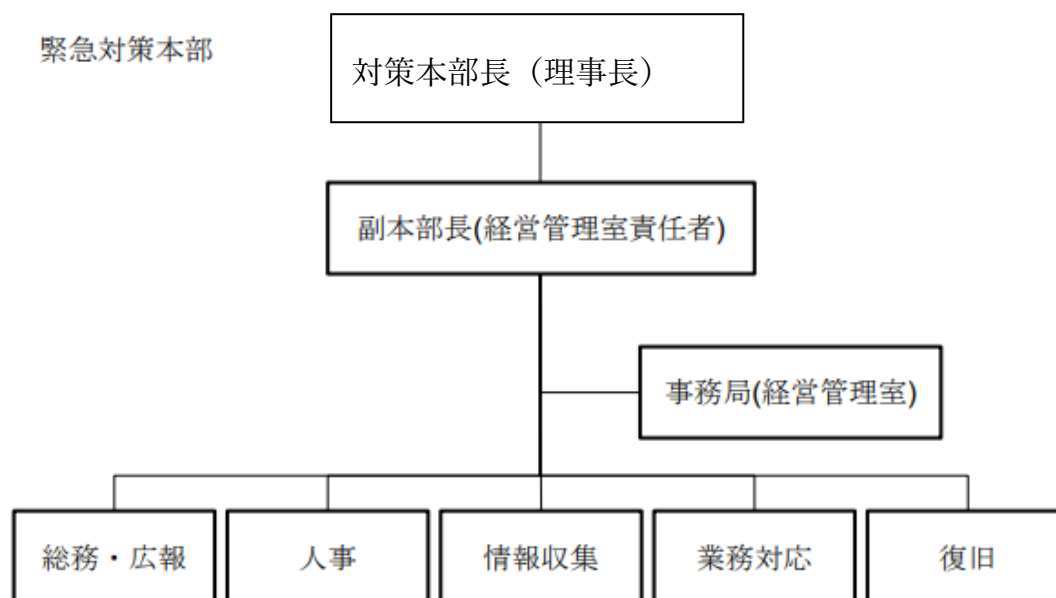 緊急対策本部
対策本部長（理事長）
副本部長(経営管理室責任者)
事務局(経営管理室)
総務・広報
人事
情報収集
業務対応
復旧